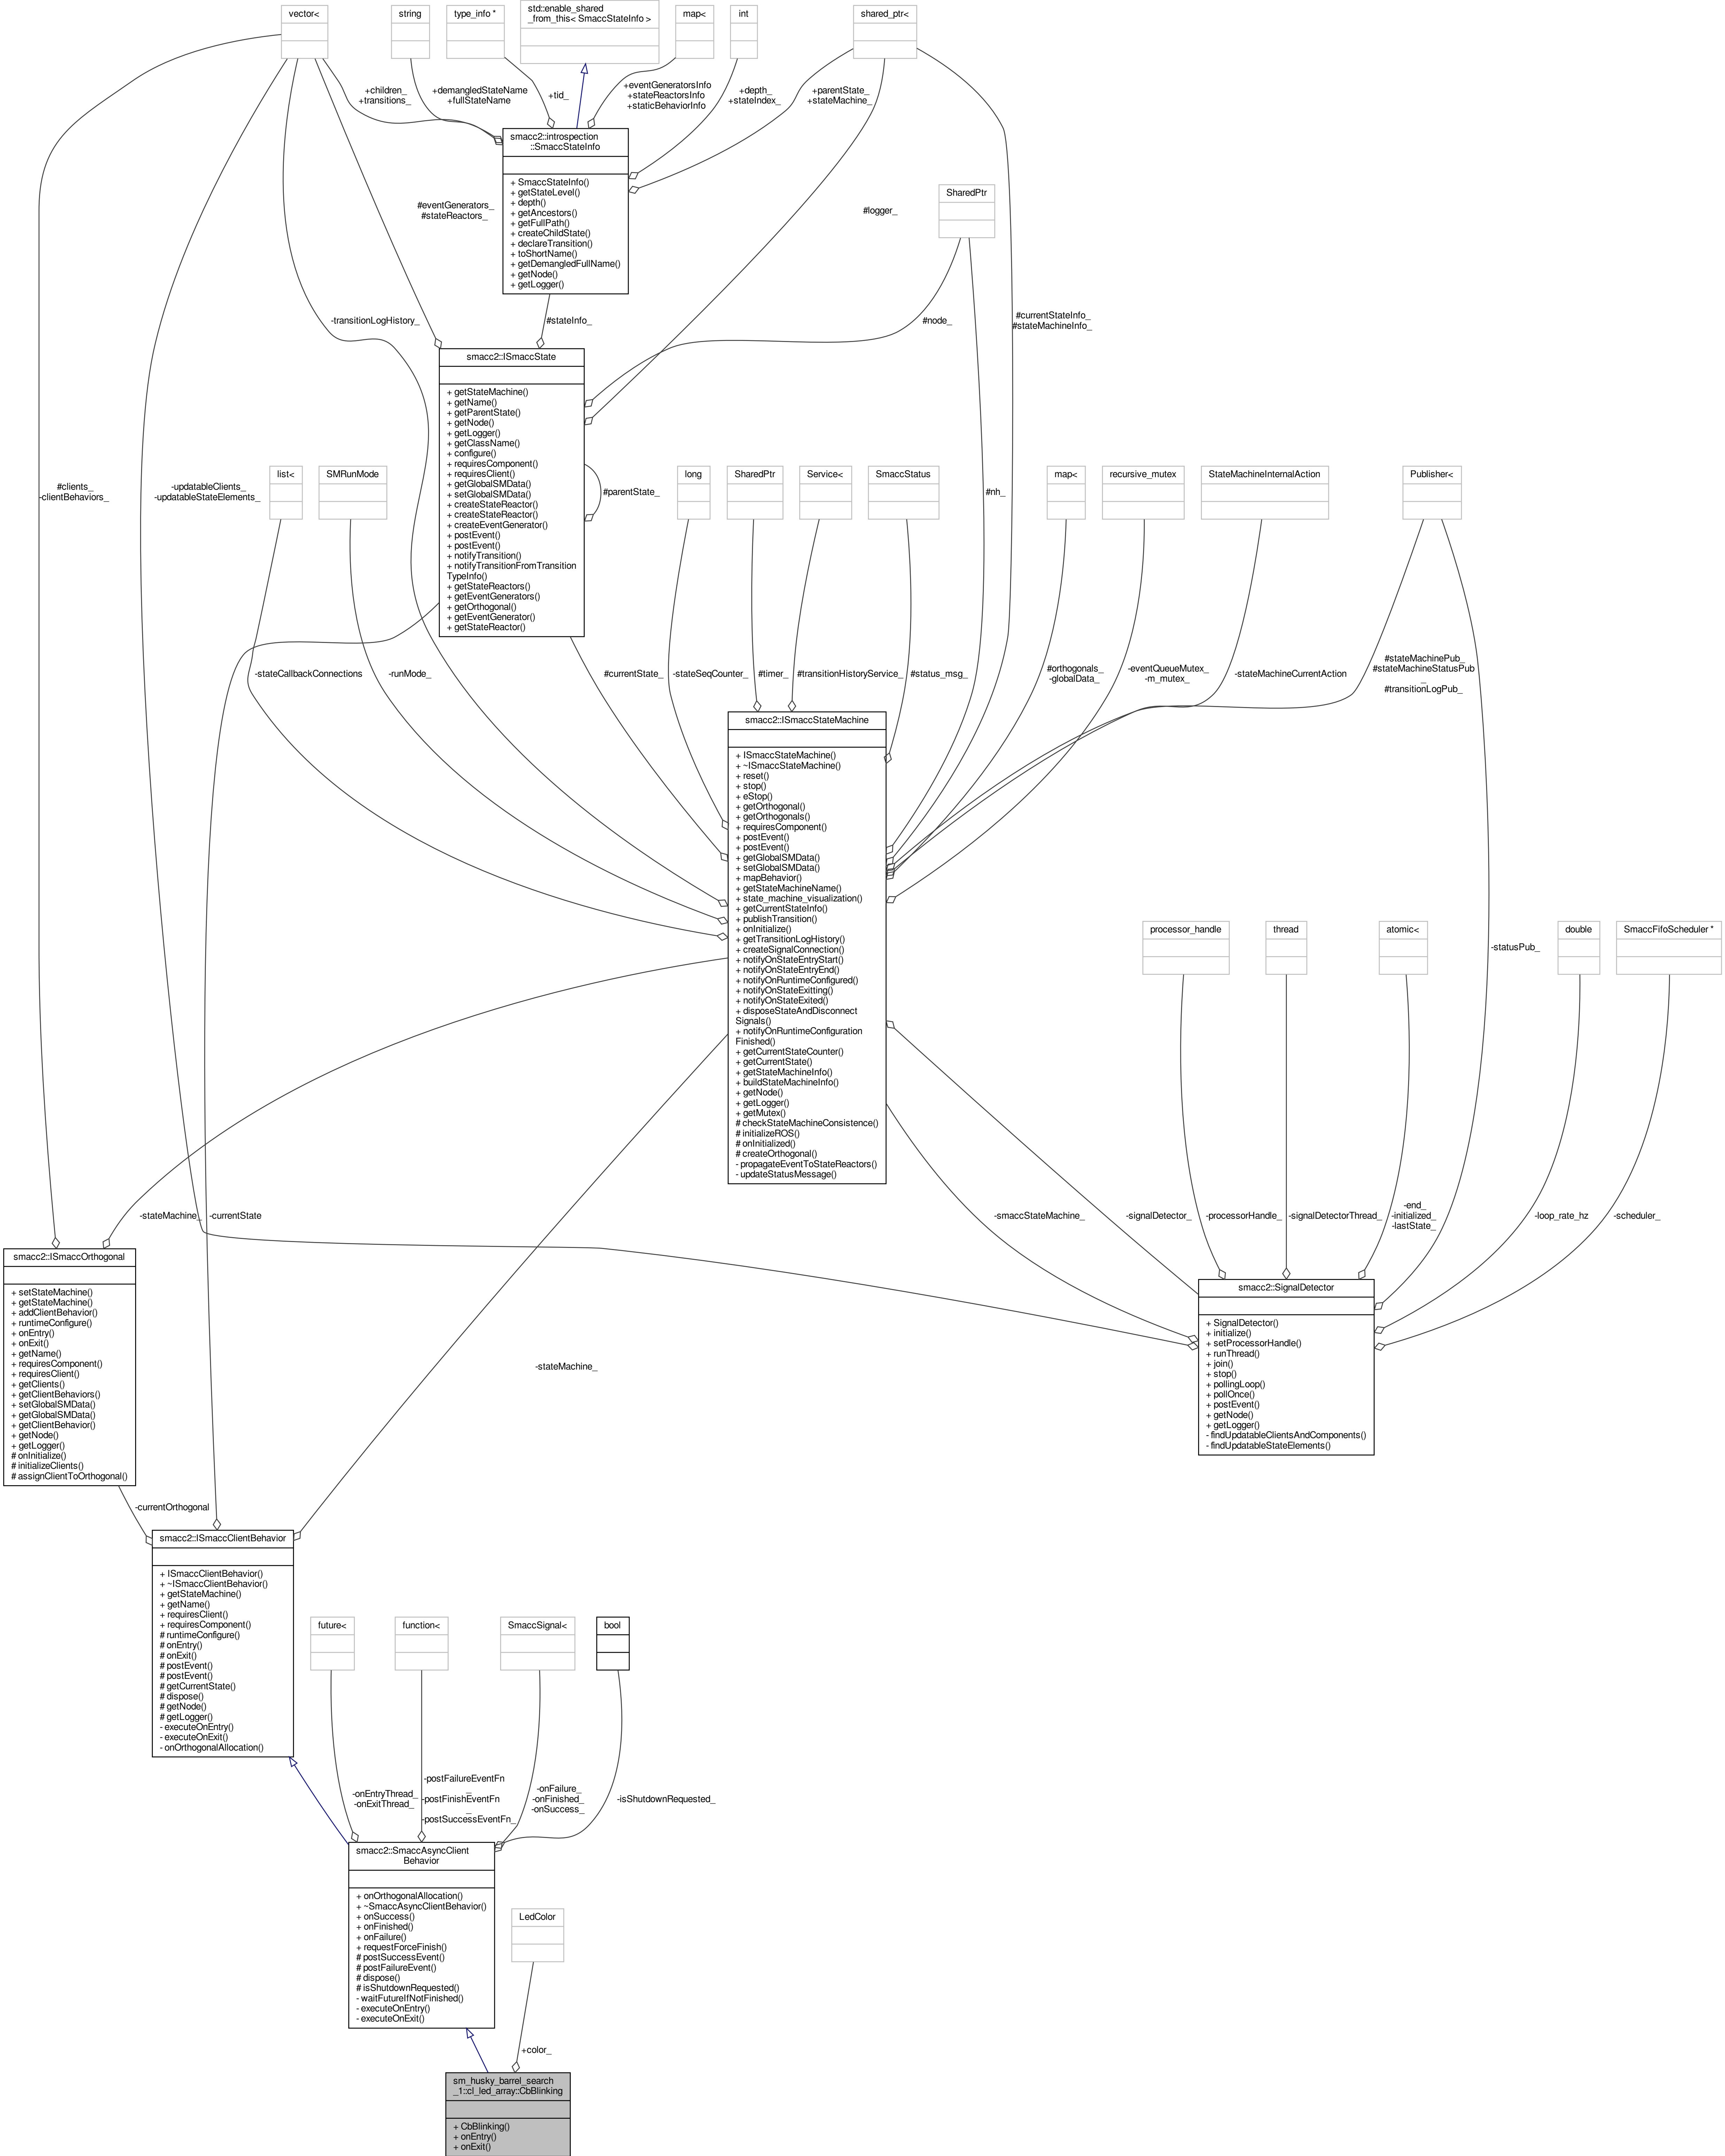 vector<
string
type_info *
std::enable_shared
_from_this< SmaccStateInfo >
map<
int
shared_ptr<
+children_
+transitions_
+demangledStateName
+fullStateName
+tid_
+eventGeneratorsInfo
+stateReactorsInfo
+staticBehaviorInfo
+depth_
+stateIndex_
+parentState_
+stateMachine_
smacc2::introspection
::SmaccStateInfo
+ SmaccStateInfo()
+ getStateLevel()
+ depth()
+ getAncestors()
+ getFullPath()
+ createChildState()
+ declareTransition()
+ toShortName()
+ getDemangledFullName()
+ getNode()
+ getLogger()
SharedPtr
#eventGenerators_
#stateReactors_
#logger_
-transitionLogHistory_
#stateInfo_
#node_
#currentStateInfo_
#stateMachineInfo_
smacc2::ISmaccState
+ getStateMachine()
+ getName()
+ getParentState()
+ getNode()
+ getLogger()
+ getClassName()
+ configure()
+ requiresComponent()
+ requiresClient()
+ getGlobalSMData()
+ setGlobalSMData()
+ createStateReactor()
+ createStateReactor()
+ createEventGenerator()
+ postEvent()
+ postEvent()
+ notifyTransition()
+ notifyTransitionFromTransition
TypeInfo()
+ getStateReactors()
+ getEventGenerators()
+ getOrthogonal()
+ getEventGenerator()
+ getStateReactor()
#parentState_
#clients_
-clientBehaviors_
-updatableClients_
-updatableStateElements_
list<
SMRunMode
long
SharedPtr
Service<
SmaccStatus
#nh_
map<
recursive_mutex
StateMachineInternalAction
Publisher<
-stateCallbackConnections
-runMode_
#currentState_
-stateSeqCounter_
#timer_
#transitionHistoryService_
#status_msg_
#orthogonals_
-globalData_
-eventQueueMutex_
-m_mutex_
-stateMachineCurrentAction
#stateMachinePub_
#stateMachineStatusPub
_
#transitionLogPub_
smacc2::ISmaccStateMachine
+ ISmaccStateMachine()
+ ~ISmaccStateMachine()
+ reset()
+ stop()
+ eStop()
+ getOrthogonal()
+ getOrthogonals()
+ requiresComponent()
+ postEvent()
+ postEvent()
+ getGlobalSMData()
+ setGlobalSMData()
+ mapBehavior()
+ getStateMachineName()
+ state_machine_visualization()
+ getCurrentStateInfo()
+ publishTransition()
+ onInitialize()
+ getTransitionLogHistory()
+ createSignalConnection()
+ notifyOnStateEntryStart()
+ notifyOnStateEntryEnd()
+ notifyOnRuntimeConfigured()
+ notifyOnStateExitting()
+ notifyOnStateExited()
+ disposeStateAndDisconnect
Signals()
+ notifyOnRuntimeConfiguration
Finished()
+ getCurrentStateCounter()
+ getCurrentState()
+ getStateMachineInfo()
+ buildStateMachineInfo()
+ getNode()
+ getLogger()
+ getMutex()
# checkStateMachineConsistence()
# initializeROS()
# onInitialized()
# createOrthogonal()
- propagateEventToStateReactors()
- updateStatusMessage()
processor_handle
thread
atomic<
-statusPub_
double
SmaccFifoScheduler *
-stateMachine_
-currentState
-smaccStateMachine_
-signalDetector_
-processorHandle_
-signalDetectorThread_
-end_
-initialized_
-lastState_
-loop_rate_hz
-scheduler_
smacc2::ISmaccOrthogonal
+ setStateMachine()
+ getStateMachine()
+ addClientBehavior()
+ runtimeConfigure()
+ onEntry()
+ onExit()
+ getName()
+ requiresComponent()
+ requiresClient()
+ getClients()
+ getClientBehaviors()
+ setGlobalSMData()
+ getGlobalSMData()
+ getClientBehavior()
+ getNode()
+ getLogger()
# onInitialize()
# initializeClients()
# assignClientToOrthogonal()
smacc2::SignalDetector
+ SignalDetector()
+ initialize()
+ setProcessorHandle()
+ runThread()
+ join()
+ stop()
+ pollingLoop()
+ pollOnce()
+ postEvent()
+ getNode()
+ getLogger()
- findUpdatableClientsAndComponents()
- findUpdatableStateElements()
-stateMachine_
-currentOrthogonal
smacc2::ISmaccClientBehavior
+ ISmaccClientBehavior()
+ ~ISmaccClientBehavior()
+ getStateMachine()
+ getName()
+ requiresClient()
+ requiresComponent()
# runtimeConfigure()
# onEntry()
# onExit()
# postEvent()
# postEvent()
# getCurrentState()
# dispose()
# getNode()
# getLogger()
- executeOnEntry()
- executeOnExit()
- onOrthogonalAllocation()
future<
function<
SmaccSignal<
bool
-onEntryThread_
-onExitThread_
-postFailureEventFn
_
-postFinishEventFn
_
-postSuccessEventFn_
-onFailure_
-onFinished_
-onSuccess_
-isShutdownRequested_
smacc2::SmaccAsyncClient
Behavior
+ onOrthogonalAllocation()
+ ~SmaccAsyncClientBehavior()
+ onSuccess()
+ onFinished()
+ onFailure()
+ requestForceFinish()
# postSuccessEvent()
# postFailureEvent()
# dispose()
# isShutdownRequested()
- waitFutureIfNotFinished()
- executeOnEntry()
- executeOnExit()
LedColor
+color_
sm_husky_barrel_search
_1::cl_led_array::CbBlinking
+ CbBlinking()
+ onEntry()
+ onExit()